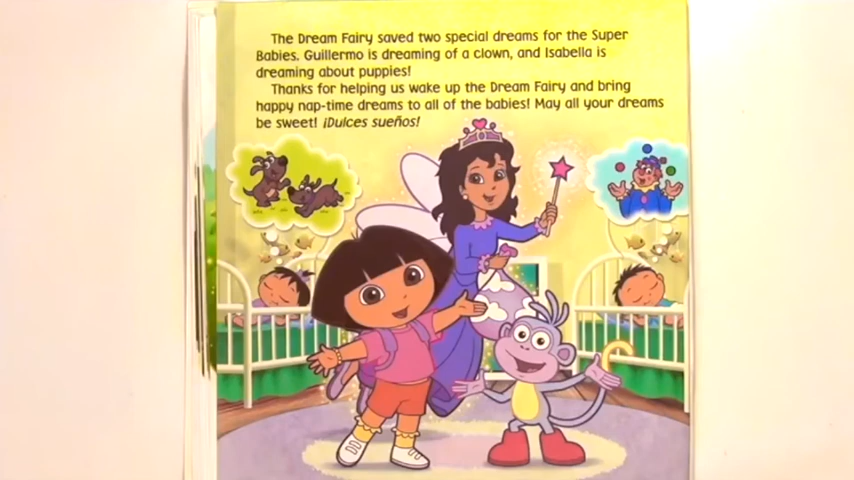 The Dream Fairy saved two special dreams for the Super
Babies. Guillermo is dreaming of a clown, and Isabella is
dreaming about puppies!
Thanks for helping us wake up the Dream Fairy and bring
happy nap-time dreams to all of the babies! May all your dreams
be sweet! ¡Dulces sueños!